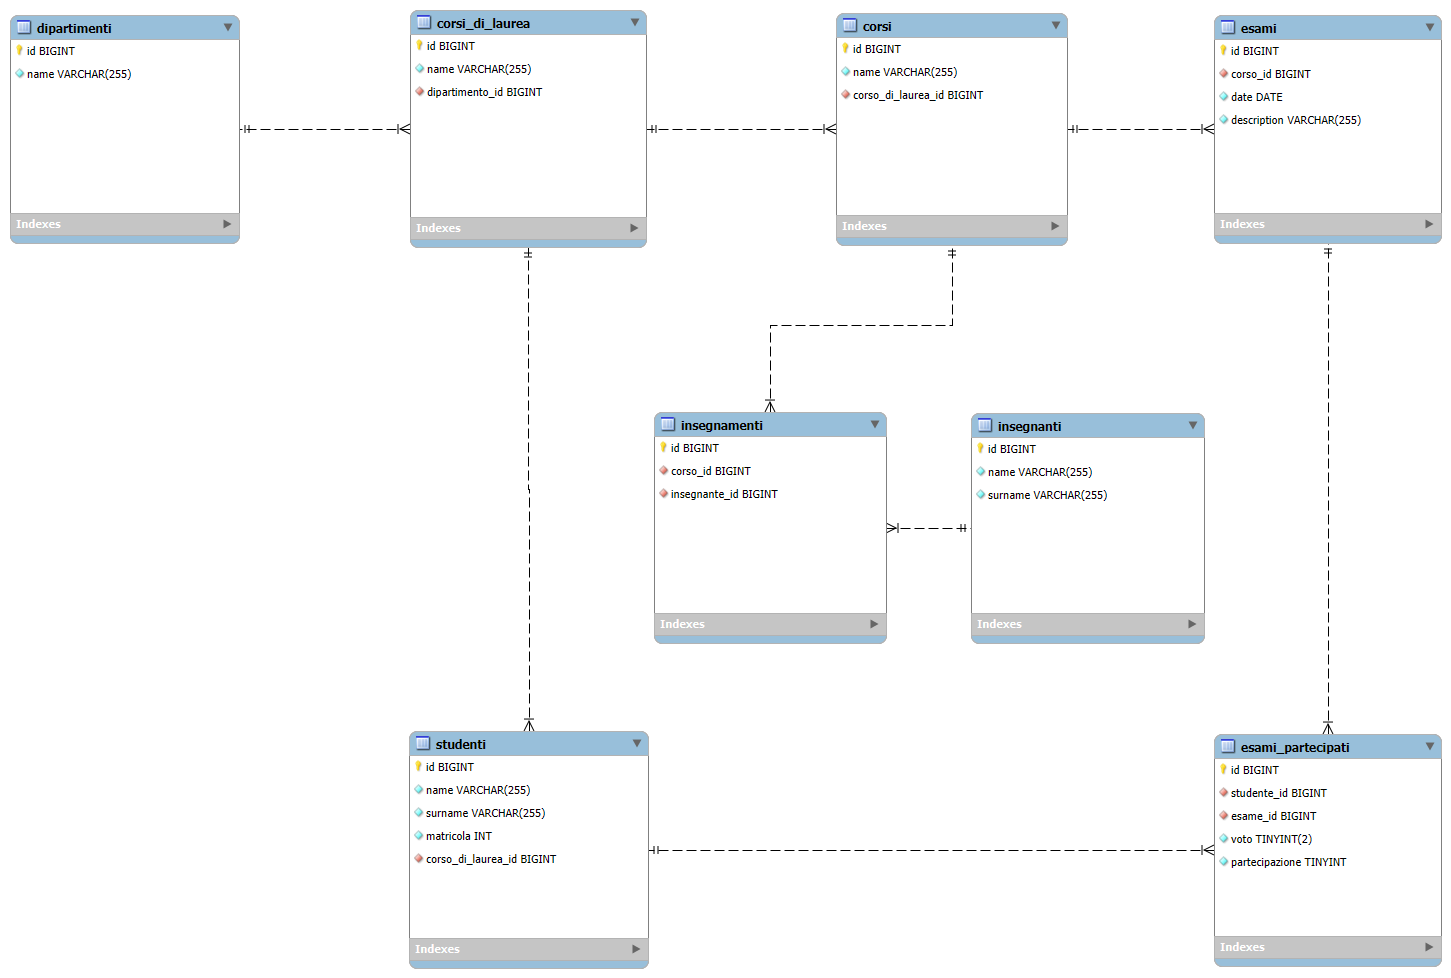 dipartimenti
id BIGINT
name VARCHAR(255)
Indexes
corsi_di_laurea
id BIGINT
name VARCHAR(255)
dipartimento_id BIGINT
Indexes
corsi
id BIGINT
name VARCHAR(255)
corso_di_laurea_id BIGINT
Indexes
esami
id BIGINT
corso_id BIGINT
date DATE
description VARCHAR(255)
Indexes
insegnamenti
id BIGINT
corso_id BIGINT
insegnante_id BIGINT
Indexes
insegnanti
id BIGINT
name VARCHAR(255)
surname VARCHAR(255)
Indexes
studenti
id BIGINT
name VARCHAR(255)
surname VARCHAR(255)
matricola INT
corso_di_laurea_id BIGINT
Indexes
esami_partecipati
id BIGINT
studente_id BIGINT
esame_id BIGINT
voto TINYINT(2)
partecipazione TINYINT
Indexes